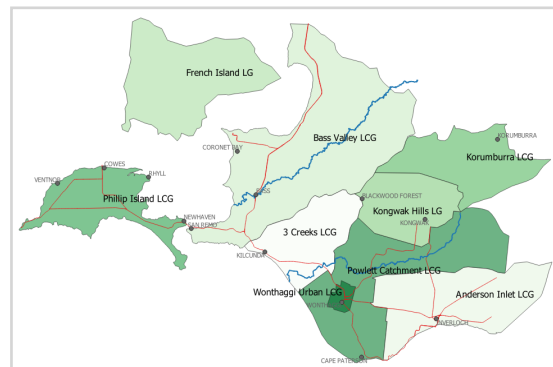 French Island LG
Bass Valley LCG
KORUMBURRA
CORONET BAY
Korumburra LCG
COWES
RHYLL
VENTNOR
BASS
Phillip Island LCG
BLACKWOOD FOREST
Kongwak Hills LG
NEWHAVEN
KONGWAK
SAN REMO
3 Creeks LCG
KILCUNDA
Powlett Catchment LCG
Wonthaggi Urban LCG
Anderson Inlet LCG
INVERLOCH
CAPE PATERSON